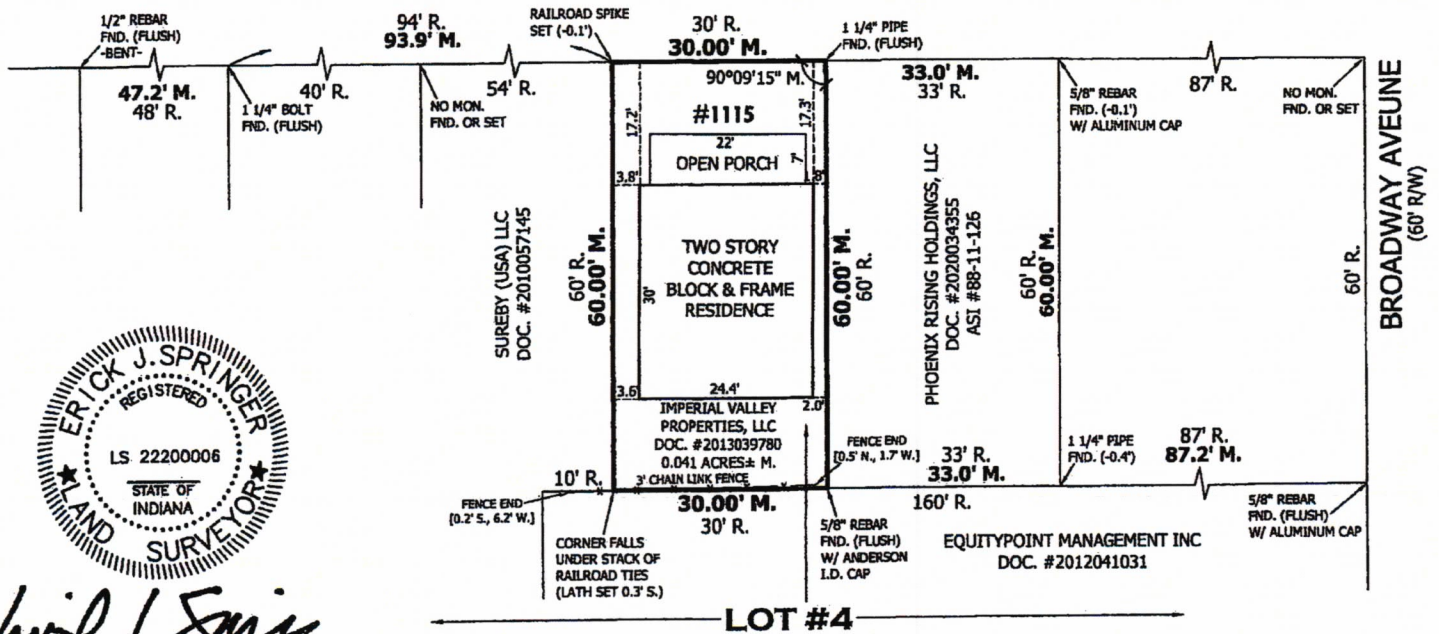 1/2" REBAR
FND. (FLUSH)
-BENT-
94' R.
93.9' M.
RAILROAD SPIKE
SET (-0.1')
30' R.
30.00' M.
1 1/4" PIPE
FND. (FLUSH)
47.2' M.
48' R.
1 1/4" BOLT
FND. (FLUSH)
40' R.
NO MON.
FND. OR SET
54' R.
90°09'15" M.
33.0' M.
33' R.
5/8" REBAR
FND. (-0.1')
W/ ALUMINUM CAP
87' R.
NO MON.
FND. OR SET
BROADWAY AVEUNE
(60' R/W)
#1115
17.2'
17.3'
22'
7'
OPEN PORCH
3.8'
1.8'
SUREBY (USA) LLC
DOC. #2010057145
60' R.
60.00' M.
30'
TWO STORY
CONCRETE
BLOCK & FRAME
RESIDENCE
60.00' M.
60' R.
PHOENIX RISING HOLDINGS, LLC
DOC. #2020034355
ASI #88-11-126
60' R.
60.00' M.
60' R.
3.6'
24.4'
2.0'
IMPERIAL VALLEY
PROPERTIES, LLC
DOC. #2013039780
0.041 ACRES± M.
3' CHAIN LINK FENCE
FENCE END
[0.5' N., 1.7' W.]
33' R.
33.0' M.
1 1/4" PIPE
FND. (-0.4')
87' R.
87.2' M.
10' R.
FENCE END
[0.2' S., 6.2' W.]
30.00' M.
30' R.
160' R.
5/8" REBAR
FND. (FLUSH)
W/ ALUMINUM CAP
CORNER FALLS
UNDER STACK OF
RAILROAD TIES
(LATH SET 0.3' S.)
5/8" REBAR
FND. (FLUSH)
W/ ANDERSON
I.D. CAP
EQUITYPOINT MANAGEMENT INC
DOC. #2012041031
LOT #4
ERICK J. SPRINGER
REGISTERED
LS 22200006
STATE OF
INDIANA
LAND SURVEYOR